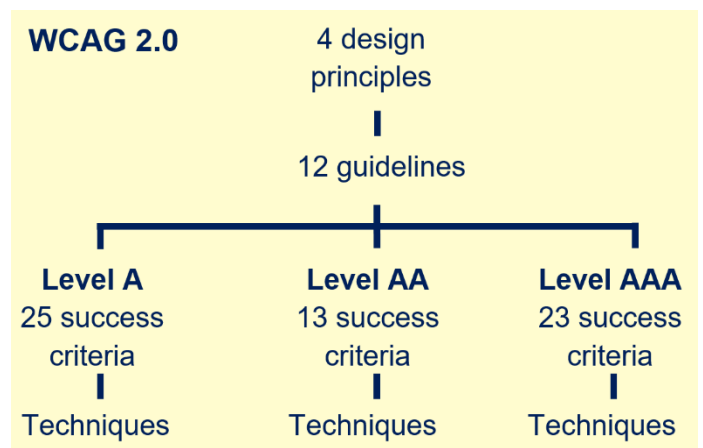 WCAG 2.0
4 design
principles
12 guidelines
Level A
25 success
criteria
Techniques
Level AA
13 success
criteria
Techniques
Level AAA
23 success
criteria
Techniques